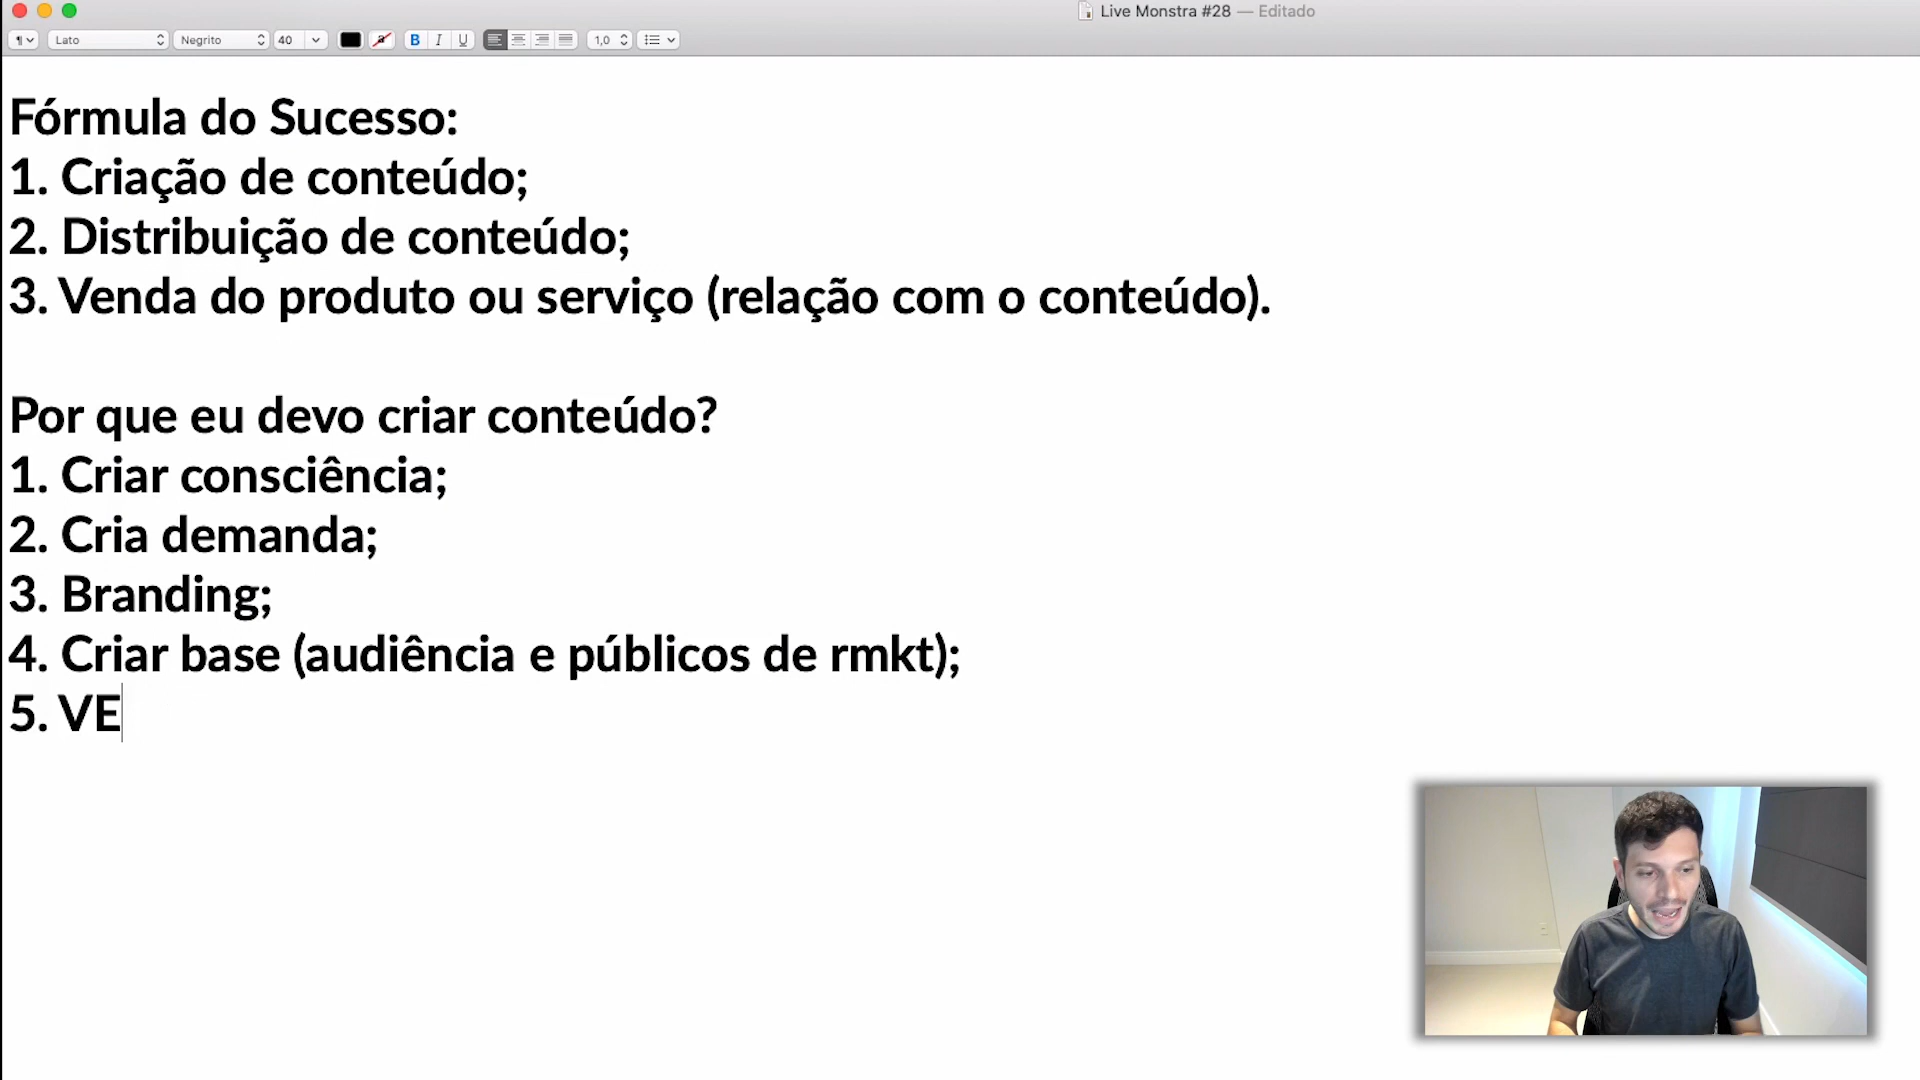 Live Monstra #28 — Editado
¶ Lato Negrito 40 a B I U 1,0
Fórmula do Sucesso:
1. Criação de conteúdo;
2. Distribuição de conteúdo;
3. Venda do produto ou serviço (relação com o conteúdo).
Por que eu devo criar conteúdo?
1. Criar consciência;
2. Cria demanda;
3. Branding;
4. Criar base (audiência e públicos de rmkt);
5. VE